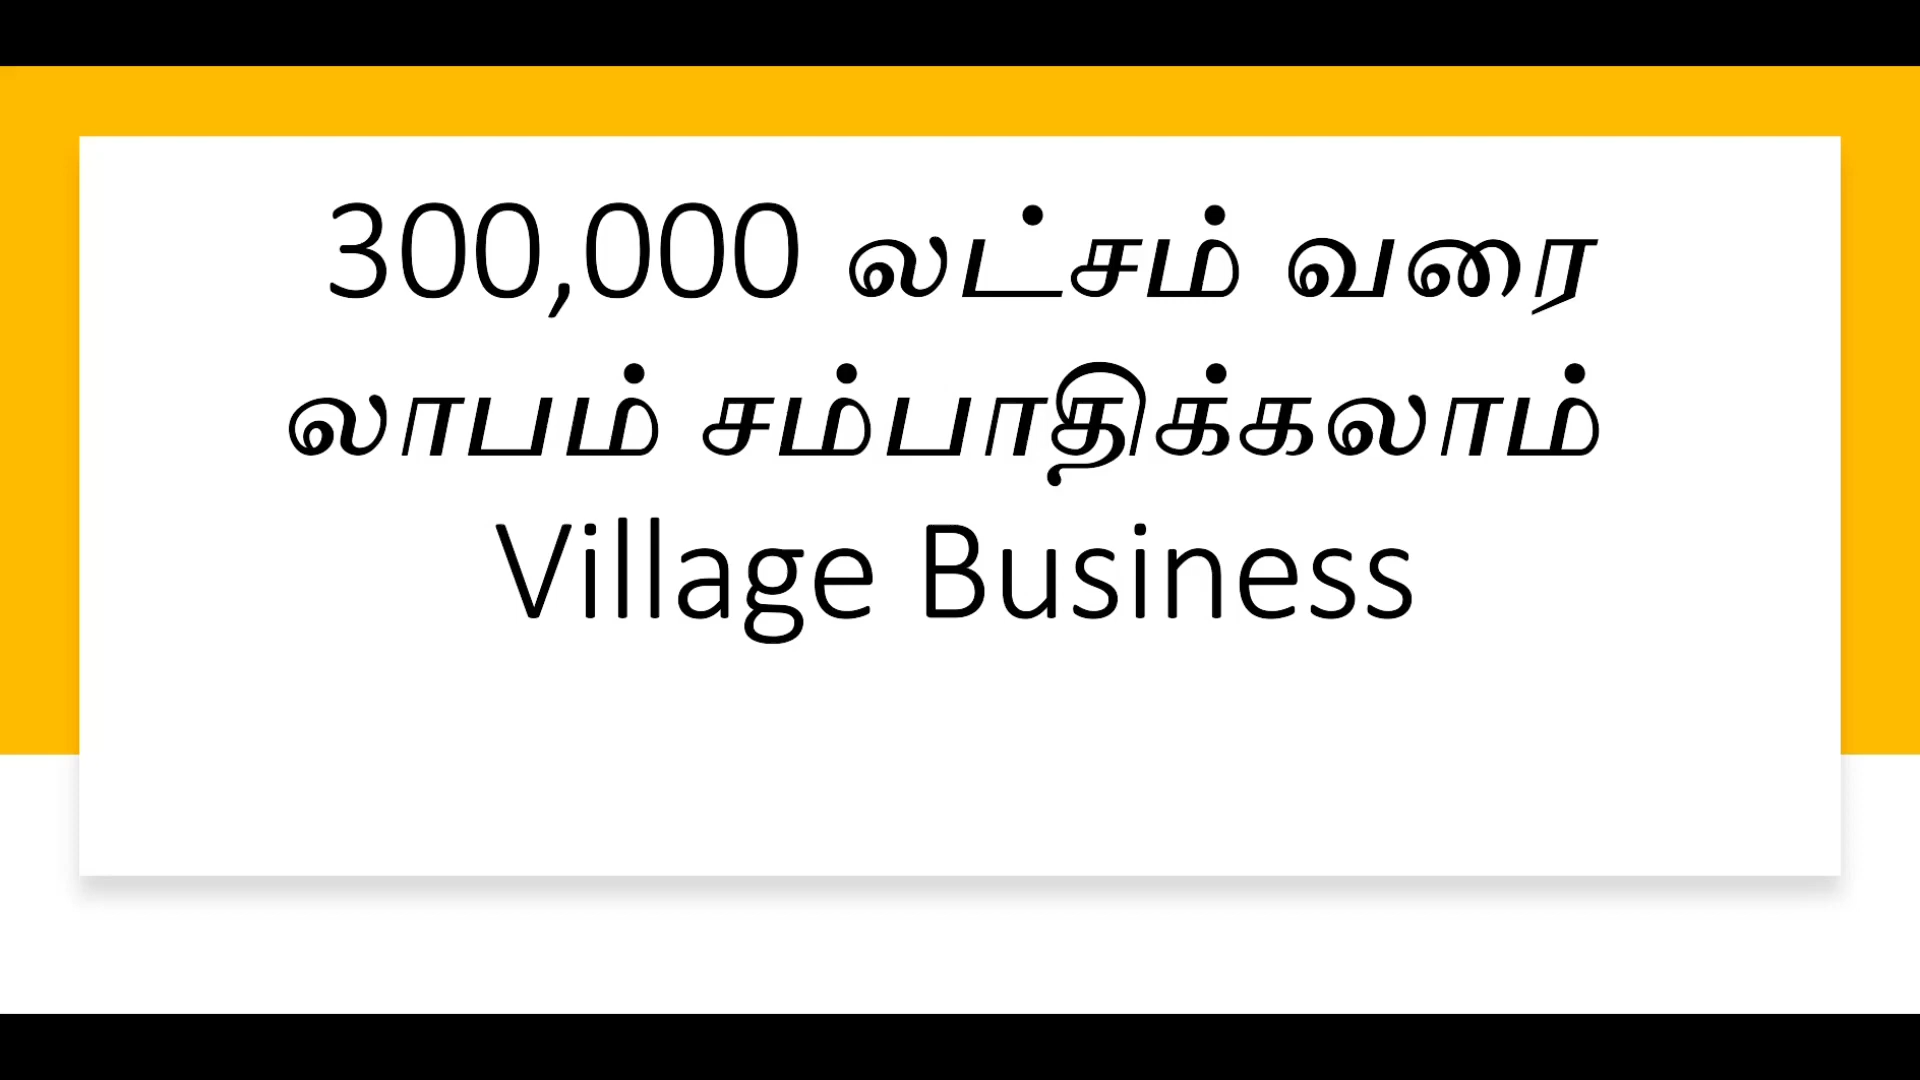 300,000 லட்சம் வரை
லாபம் சம்பாதிக்கலாம்
Village Business